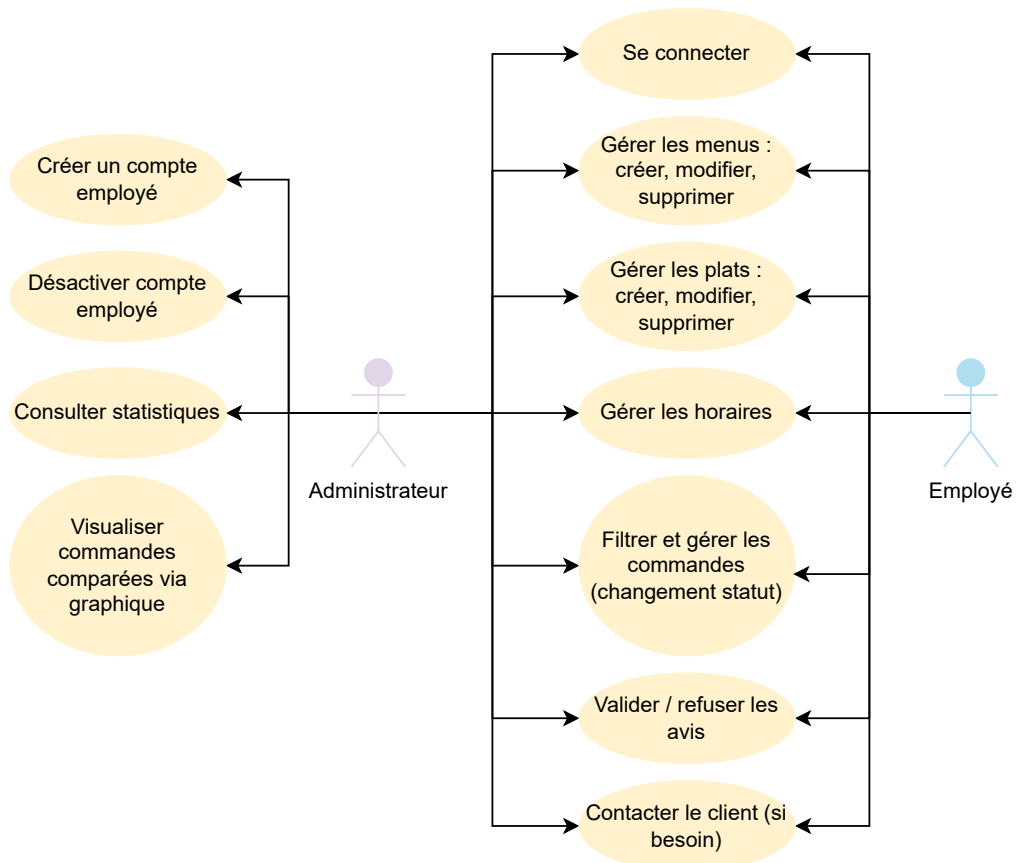 Se connecter
Gérer les menus :
créer, modifier,
supprimer
Créer un compte
employé
Gérer les plats :
créer, modifier,
supprimer
Désactiver compte
employé
Consulter statistiques
Gérer les horaires
Administrateur
Employé
Visualiser
commandes
comparées via
graphique
Filtrer et gérer les
commandes
(changement statut)
Valider / refuser les
avis
Contacter le client (si
besoin)